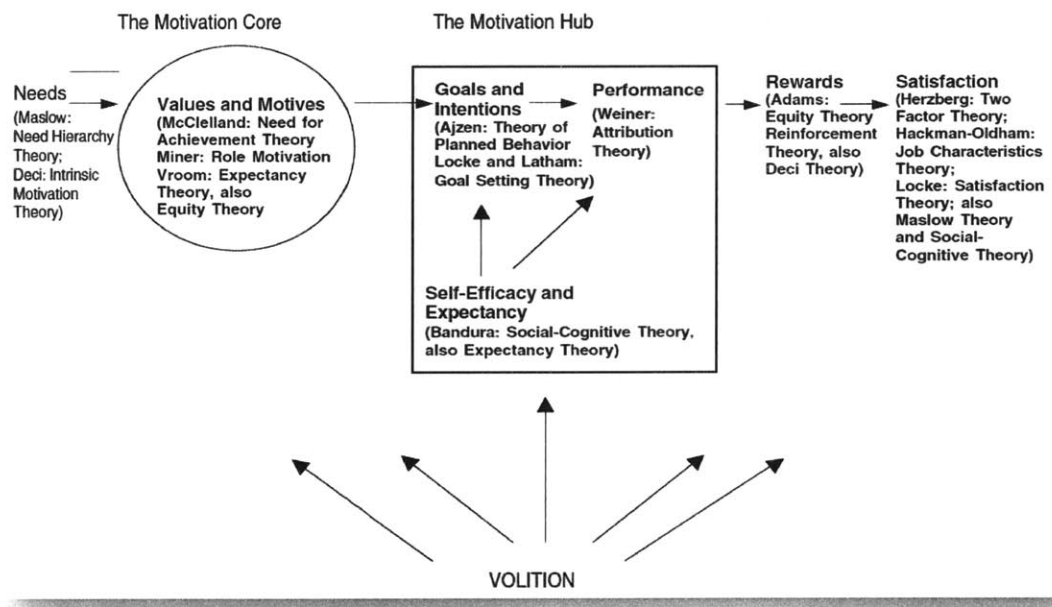 The Motivation Core
The Motivation Hub
Needs
(Maslow:
Need Hierarchy
Theory;
Deci: Intrinsic
Motivation
Theory)
Values and Motives
(McClelland: Need for
Achievement Theory
Miner: Role Motivation
Vroom: Expectancy
Theory, also
Equity Theory
Goals and
Intentions
(Ajzen: Theory of
Planned Behavior
Locke and Latham:
Goal Setting Theory)
Performance
(Weiner:
Attribution
Theory)
Self-Efficacy and
Expectancy
(Bandura: Social-Cognitive Theory,
also Expectancy Theory)
Rewards
(Adams:
Equity Theory
Reinforcement
Theory, also
Deci Theory)
Satisfaction
(Herzberg: Two
Factor Theory;
Hackman-Oldham:
Job Characteristics
Theory;
Locke: Satisfaction
Theory; also
Maslow Theory
and Social-
Cognitive Theory)
VOLITION